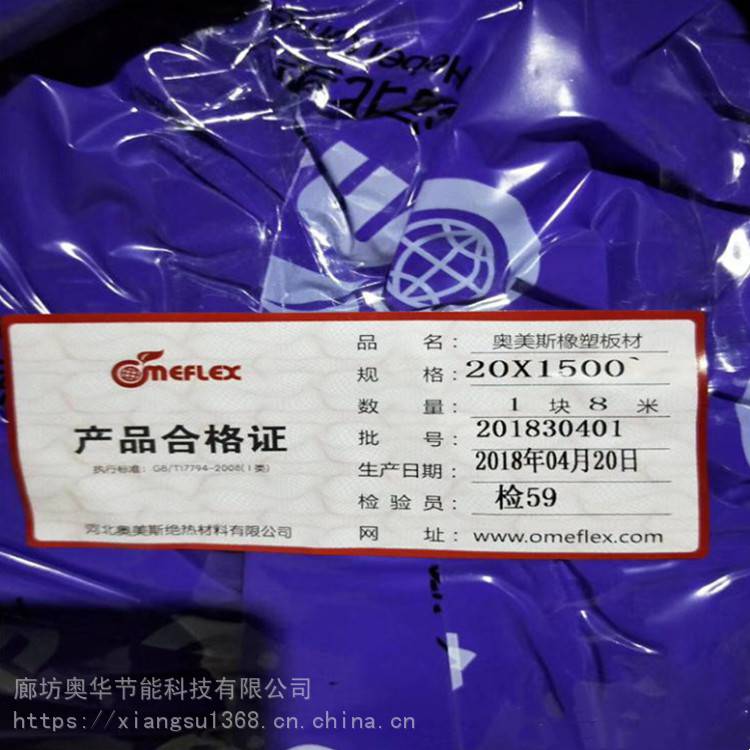 OMEFLEX
产品合格证
执行标准：GB/T17794-2008(I类)
河北奥美斯绝热材料有限公司
品 名： 奥美斯橡塑板材
规 格：20X1500`
数 量： 1 块 8 米
批 号：201830401
生产日期：2018年04月20日
检 验 员： 检59
网 址： www.omeflex.com
廊坊奥华节能科技有限公司
https://xiangsu1368.cn.china.cn